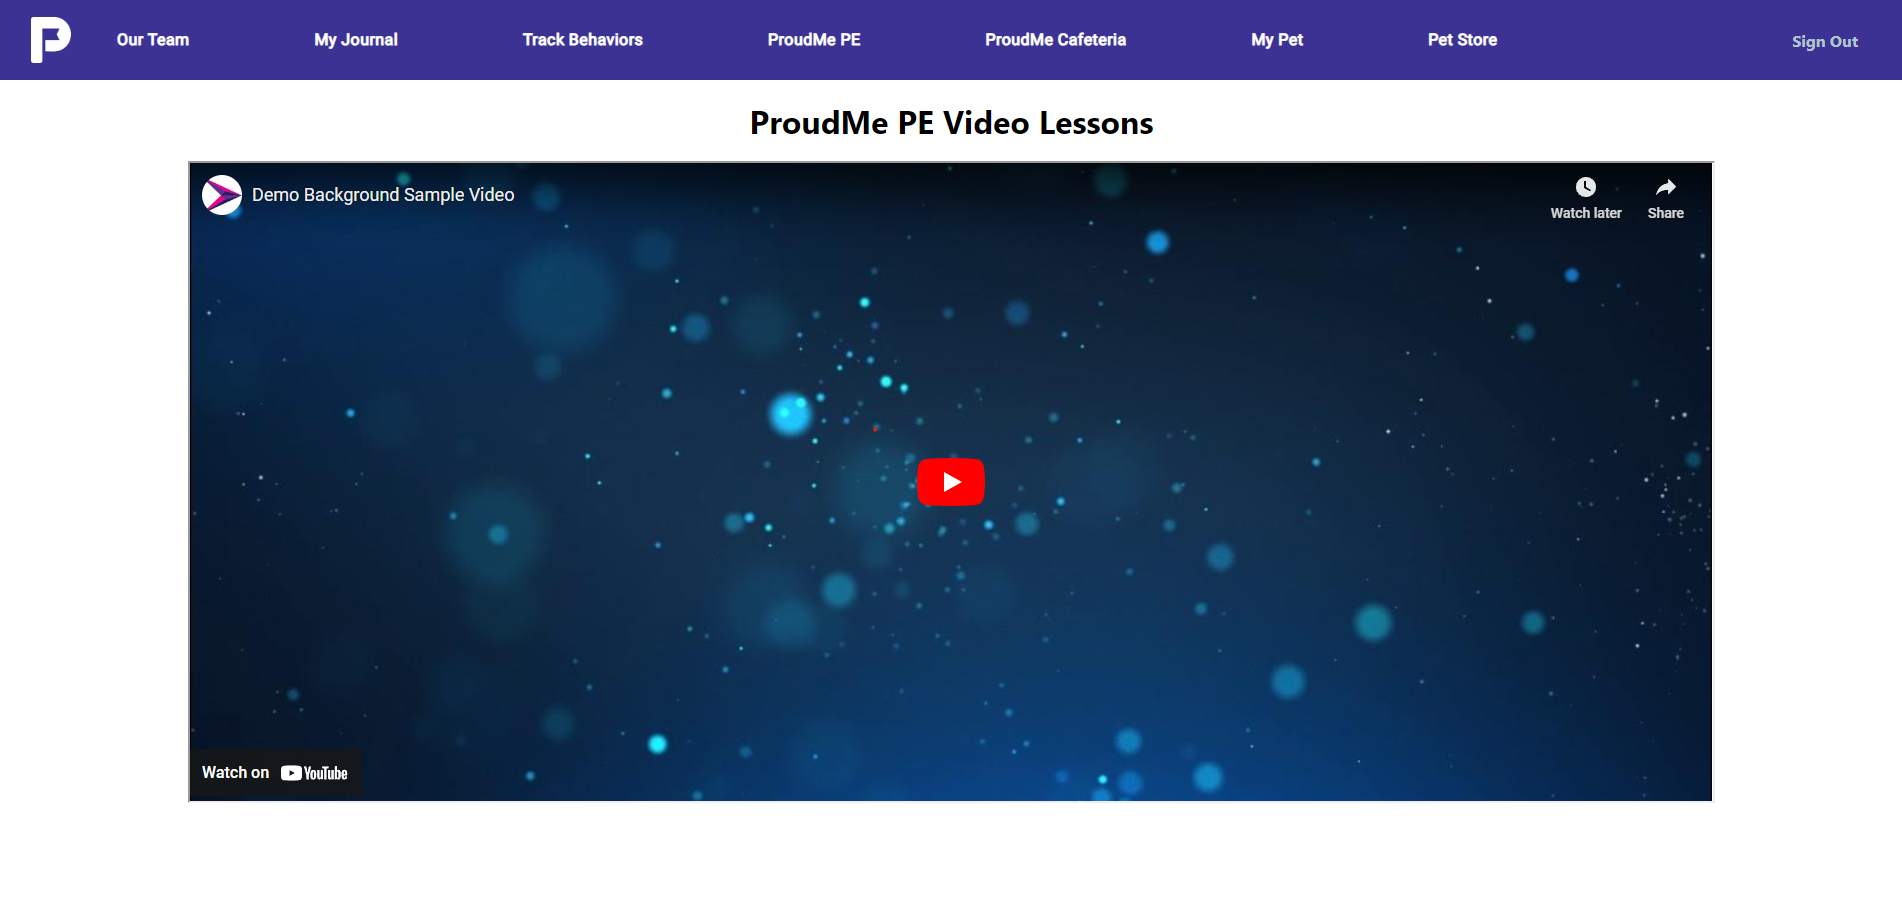 Our Team My Journal Track Behaviors ProudMe PE ProudMe Cafeteria My Pet Pet Store Sign Out
ProudMe PE Video Lessons
Demo Background Sample Video
Watch later Share
Watch on YouTube